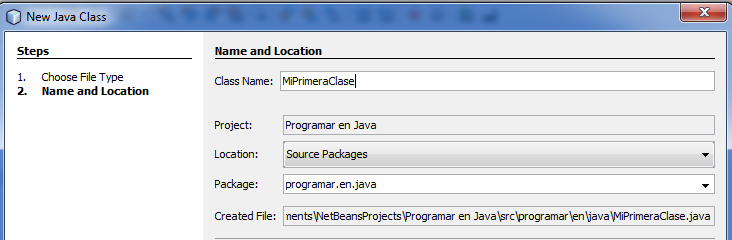 New Java Class
Steps
1. Choose File Type
2. Name and Location
Name and Location
Class Name: MiPrimeraClase
Project: Programar en Java
Location: Source Packages
Package: programar.en.java
Created File: nents\NetBeansProjects\Programar en Java\src\programar\en\java\MiPrimeraClase.java